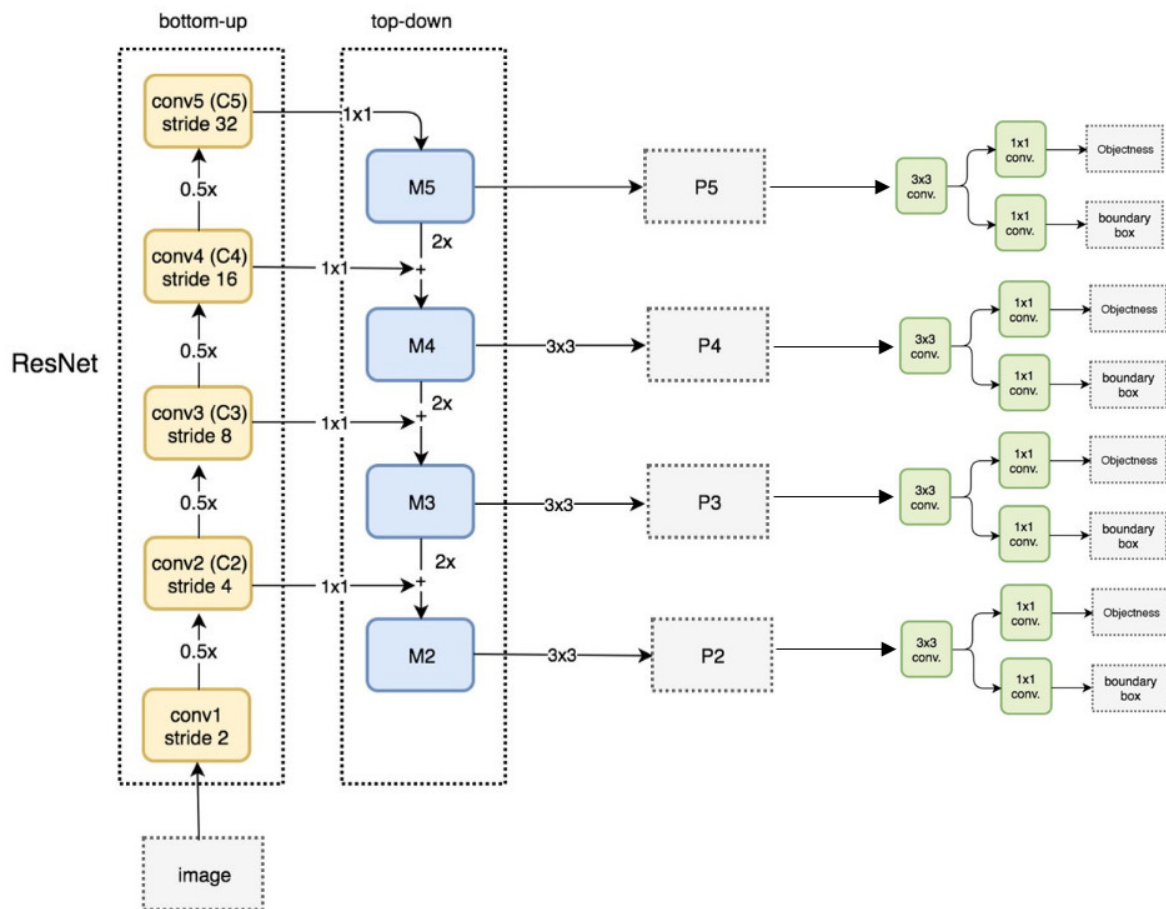 bottom-up
top-down
conv5 (C5)
stride 32
1x1
0.5x
M5
P5
3x3
conv.
1x1
conv.
Objectness
1x1
conv.
boundary
box
2x
conv4 (C4)
stride 16
1x1
+
0.5x
M4
3x3
P4
3x3
conv.
1x1
conv.
Objectness
1x1
conv.
boundary
box
ResNet
2x
conv3 (C3)
stride 8
1x1
+
0.5x
M3
3x3
P3
3x3
conv.
1x1
conv.
Objectness
1x1
conv.
boundary
box
2x
conv2 (C2)
stride 4
1x1
+
0.5x
M2
3x3
P2
3x3
conv.
1x1
conv.
Objectness
1x1
conv.
boundary
box
conv1
stride 2
image